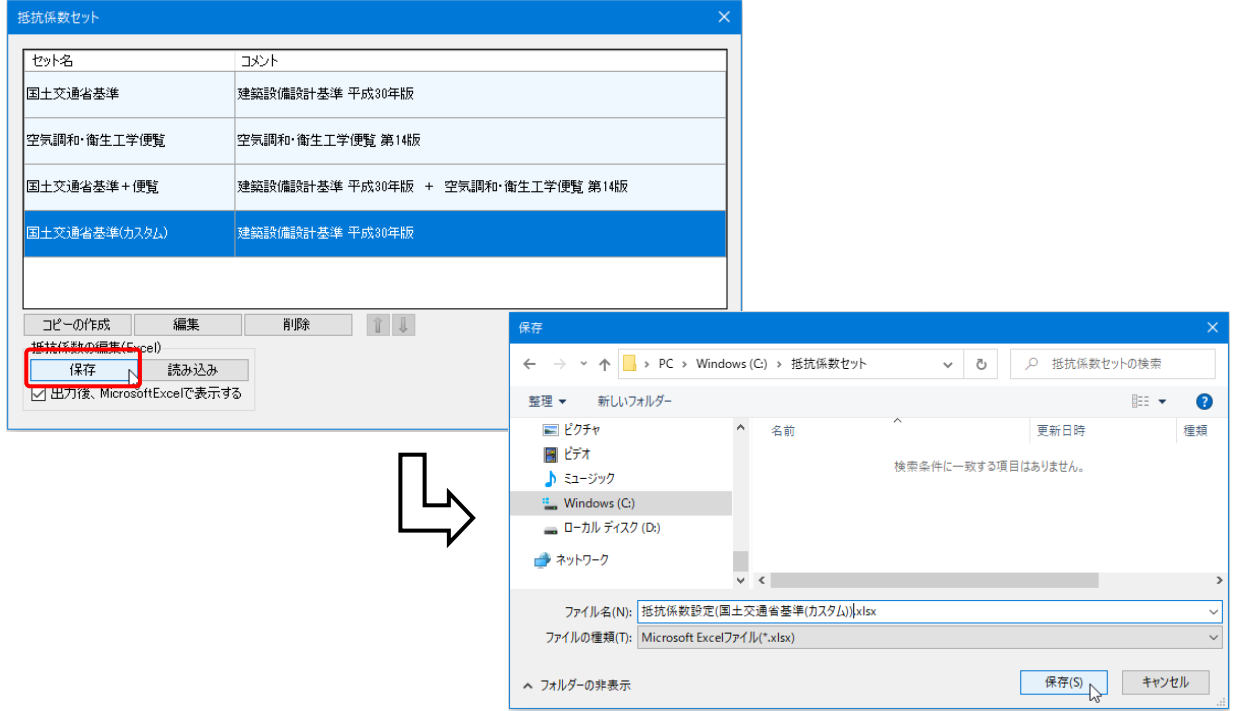 抵抗係数セット
セット名 コメント
国土交通省基準 建築設備設計基準 平成30年版
空気調和・衛生工学便覧 空気調和・衛生工学便覧 第14版
国土交通省基準＋便覧 建築設備設計基準 平成30年版 ＋ 空気調和・衛生工学便覧 第14版
国土交通省基準(カスタム) 建築設備設計基準 平成30年版
コピーの作成 編集 削除
抵抗係数の編集(Excel)
保存 読み込み
出力後、MicrosoftExcelで表示する
保存
PC › Windows (C:) › 抵抗係数セット 抵抗係数セットの検索
整理 新しいフォルダー
ピクチャ 名前 更新日時 種類
ビデオ
検索条件に一致する項目はありません。
ミュージック
Windows (C:)
ローカル ディスク (D:)
ネットワーク
ファイル名(N): 抵抗係数設定(国土交通省基準(カスタム)).xlsx
ファイルの種類(T): Microsoft Excelファイル(*.xlsx)
フォルダーの非表示 保存(S) キャンセル